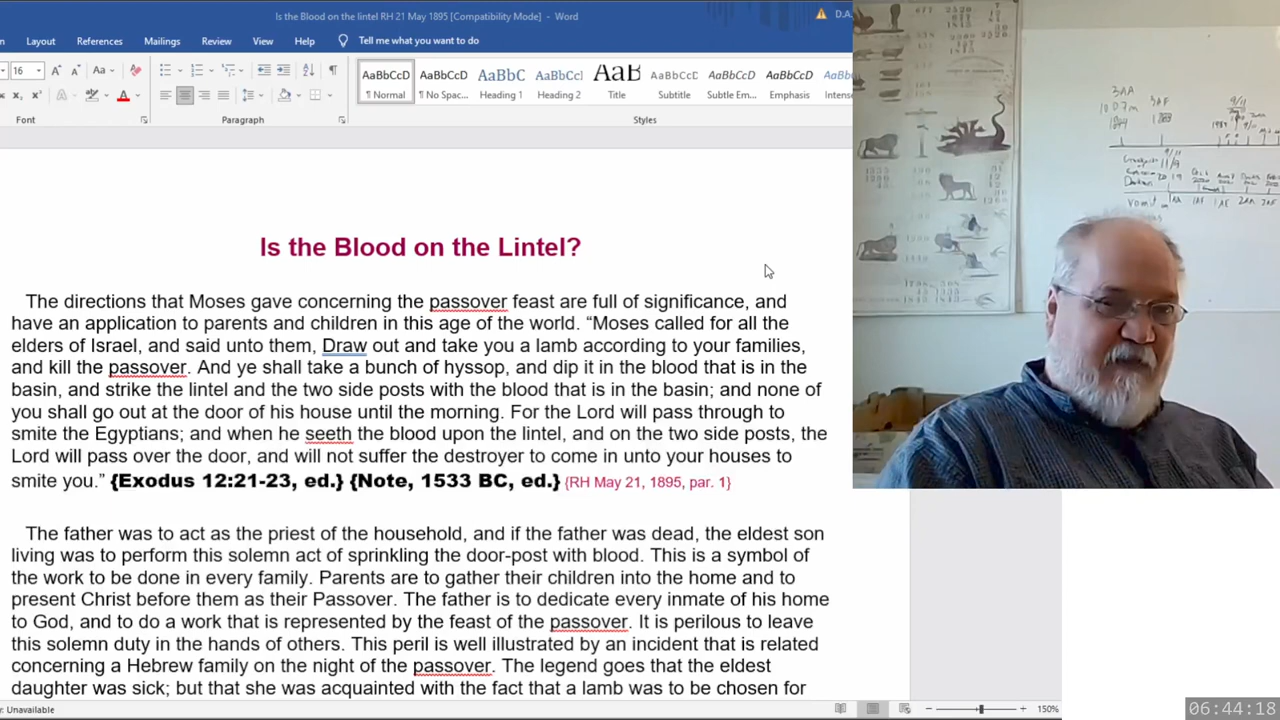 Is the Blood on the lintel RH 21 May 1895 [Compatibility Mode] - Word
D.A.
Layout References Mailings Review View Help Tell me what you want to do
16
AaBbCcD AaBbCcD AaBbC AaBbCcl AaB AaBbCcD AaBbCcD AaBbCcD AaBbC
¶ Normal ¶ No Spac... Heading 1 Heading 2 Title Subtitle Subtle Em... Emphasis Intense
Font Paragraph Styles
Is the Blood on the Lintel?
The directions that Moses gave concerning the passover feast are full of significance, and
have an application to parents and children in this age of the world. “Moses called for all the
elders of Israel, and said unto them, Draw out and take you a lamb according to your families,
and kill the passover. And ye shall take a bunch of hyssop, and dip it in the blood that is in the
basin, and strike the lintel and the two side posts with the blood that is in the basin; and none of
you shall go out at the door of his house until the morning. For the Lord will pass through to
smite the Egyptians; and when he seeth the blood upon the lintel, and on the two side posts, the
Lord will pass over the door, and will not suffer the destroyer to come in unto your houses to
smite you.” {Exodus 12:21-23, ed.} {Note, 1533 BC, ed.} {RH May 21, 1895, par. 1}
The father was to act as the priest of the household, and if the father was dead, the eldest son
living was to perform this solemn act of sprinkling the door-post with blood. This is a symbol of
the work to be done in every family. Parents are to gather their children into the home and to
present Christ before them as their Passover. The father is to dedicate every inmate of his home
to God, and to do a work that is represented by the feast of the passover. It is perilous to leave
this solemn duty in the hands of others. This peril is well illustrated by an incident that is related
concerning a Hebrew family on the night of the passover. The legend goes that the eldest
daughter was sick; but that she was acquainted with the fact that a lamb was to be chosen for
Unavailable
150%
06:44:18